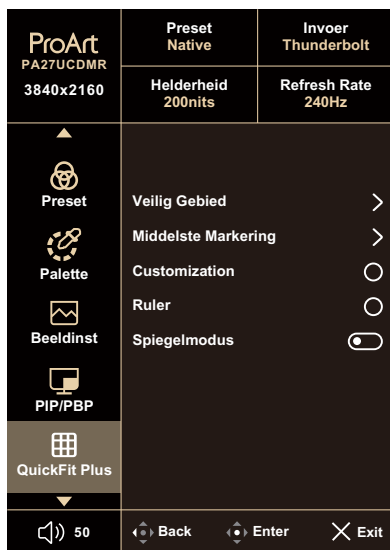 ProArt
PA27UCDMR
3840x2160
Preset
Native
Invoer
Thunderbolt
Helderheid
200nits
Refresh Rate
240Hz
Preset
Palette
Beeldinst
PIP/PBP
QuickFit Plus
Veilig Gebied
Middelste Markering
Customization
Ruler
Spiegelmodus
50
Back
Enter
Exit